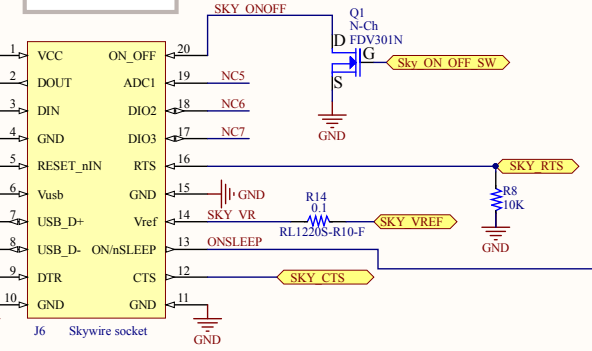 SKY_ONOFF
Q1
N-Ch
FDV301N
D
G
S
Sky_ON_OFF_SW
GND
1 VCC ON_OFF 20
2 DOUT ADC1 19 NC5
3 DIN DIO2 18 NC6
4 GND DIO3 17 NC7
5 RESET_nIN RTS 16 SKY_RTS
6 Vusb GND 15 GND
R8
10K
GND
R14
0.1
7 USB_D+ Vref 14 SKY_VR SKY_VREF
RL1220S-R10-F
8 USB_D- ON/nSLEEP 13 ONSLEEP
9 DTR CTS 12 SKY_CTS
10 GND GND 11
GND
J6 Skywire socket